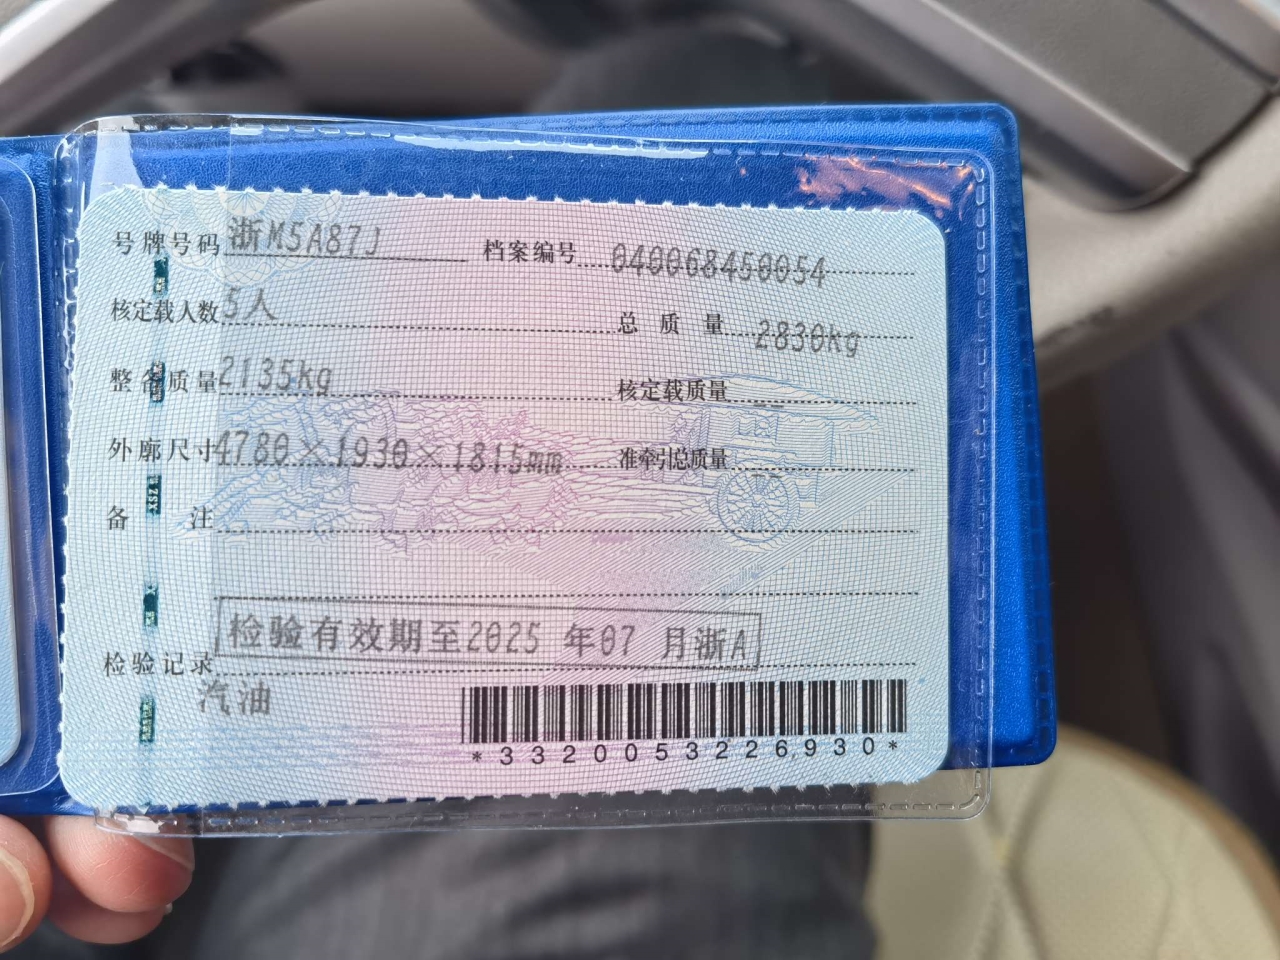 号牌号码 浙M5A87J 档案编号 040068450054
核定载人数 5人 总质量 2830kg
整备质量 2135kg 核定载质量 --
外廓尺寸 4780×1930×1815mm 准牵引总质量 --
备注
检验记录 检验有效期至2025年07月浙A
汽油
*3320053226930*